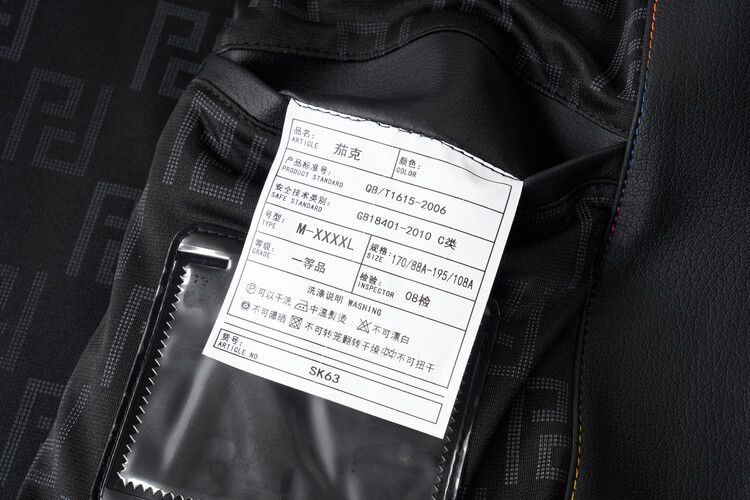 品名: 茄克 颜色:
ARTICLE COLOR
产品标准号: QB/T1615-2006
PRODUCT STANDARD
安全技术类别: GB18401-2010 C类
SAFE STANDARD
号型: M-XXXXL 规格: 170/88A-195/108A
TYPE SIZE
等级: 一等品 检验: 08检
GRADE INSPECTOR
洗涤说明 WASHING
P 可以干洗 中温熨烫 不可漂白
不可曝晒 不可转笼翻转干燥 不可扭干
货号:
ARTICLE NO SK63